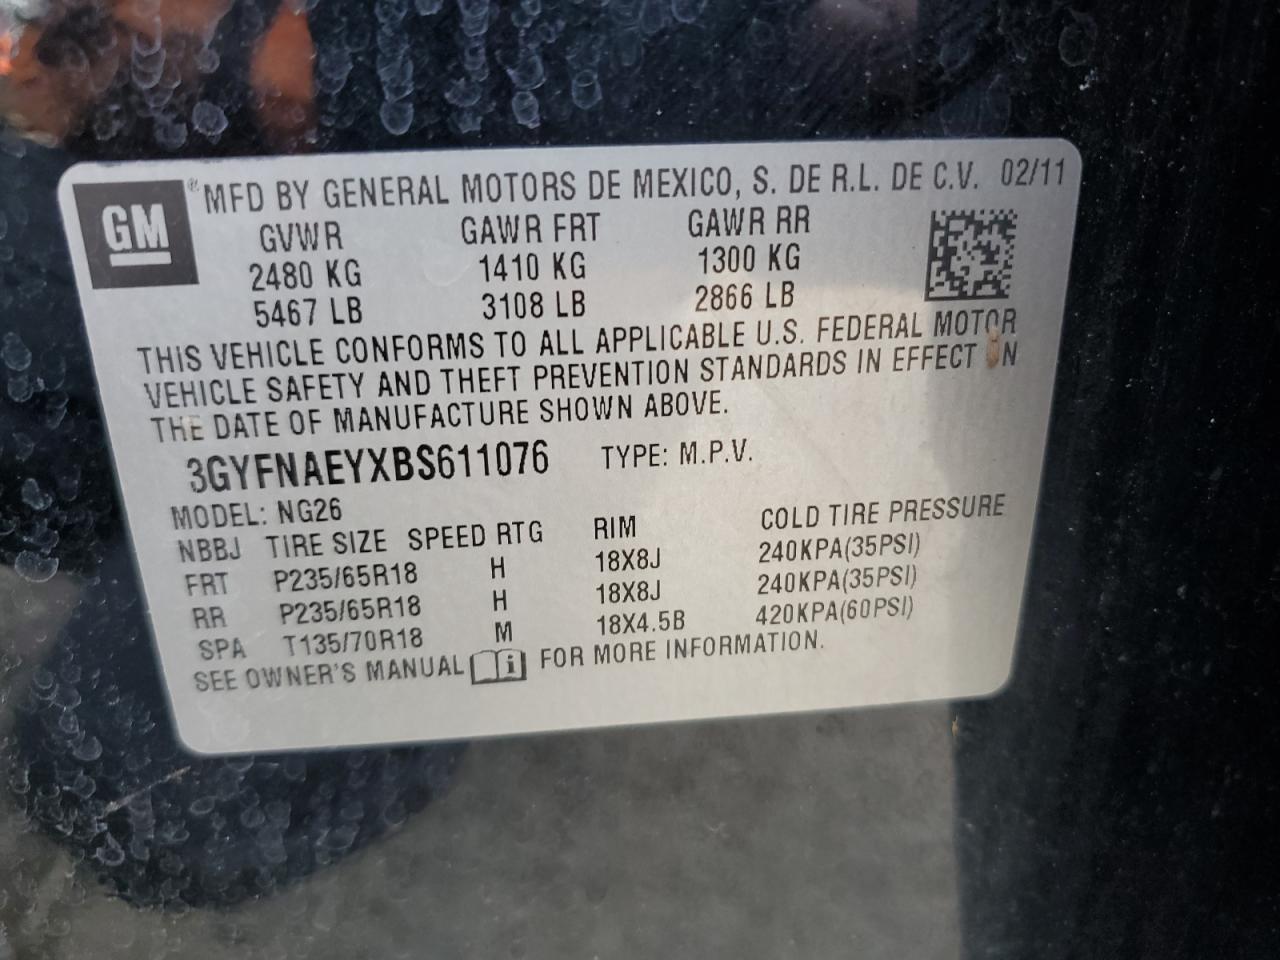 GM ® MFD BY GENERAL MOTORS DE MEXICO, S. DE R.L. DE C.V. 02/11
GVWR GAWR FRT GAWR RR
2480 KG 1410 KG 1300 KG
5467 LB 3108 LB 2866 LB
THIS VEHICLE CONFORMS TO ALL APPLICABLE U.S. FEDERAL MOTOR
VEHICLE SAFETY AND THEFT PREVENTION STANDARDS IN EFFECT ON
THE DATE OF MANUFACTURE SHOWN ABOVE.
3GYFNAEYXBS611076 TYPE: M.P.V.
MODEL: NG26
NBBJ TIRE SIZE SPEED RTG RIM COLD TIRE PRESSURE
FRT P235/65R18 H 18X8J 240KPA(35PSI)
RR P235/65R18 H 18X8J 240KPA(35PSI)
SPA T135/70R18 M 18X4.5B 420KPA(60PSI)
SEE OWNER'S MANUAL i FOR MORE INFORMATION.